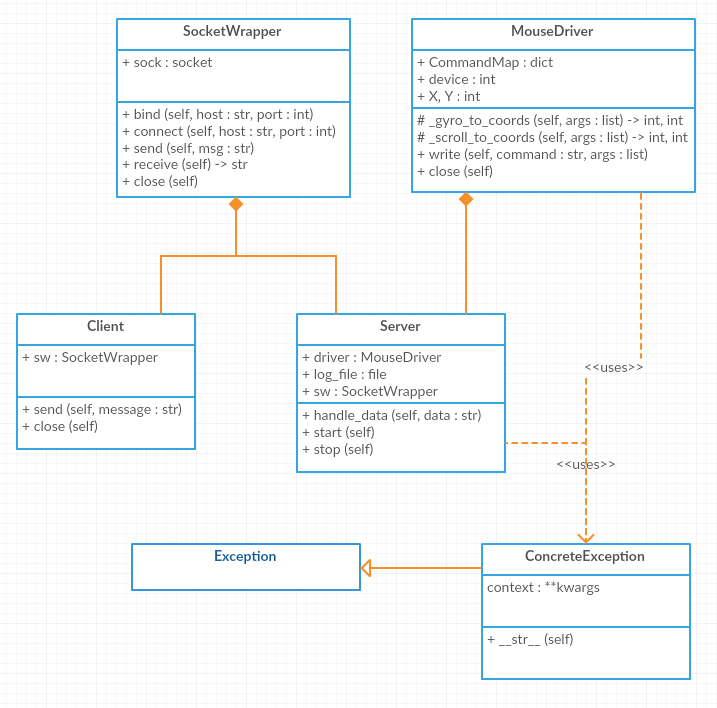 SocketWrapper
+ sock : socket
+ bind (self, host : str, port : int)
+ connect (self, host : str, port : int)
+ send (self, msg : str)
+ receive (self) -> str
+ close (self)
MouseDriver
+ CommandMap : dict
+ device : int
+ X, Y : int
# _gyro_to_coords (self, args : list) -> int, int
# _scroll_to_coords (self, args : list) -> int, int
+ write (self, command : str, args : list)
+ close (self)
Client
+ sw : SocketWrapper
+ send (self, message : str)
+ close (self)
Server
+ driver : MouseDriver
+ log_file : file
+ sw : SocketWrapper
+ handle_data (self, data : str)
+ start (self)
+ stop (self)
<<uses>>
<<uses>>
Exception
ConcreteException
context : **kwargs
+ __str__ (self)